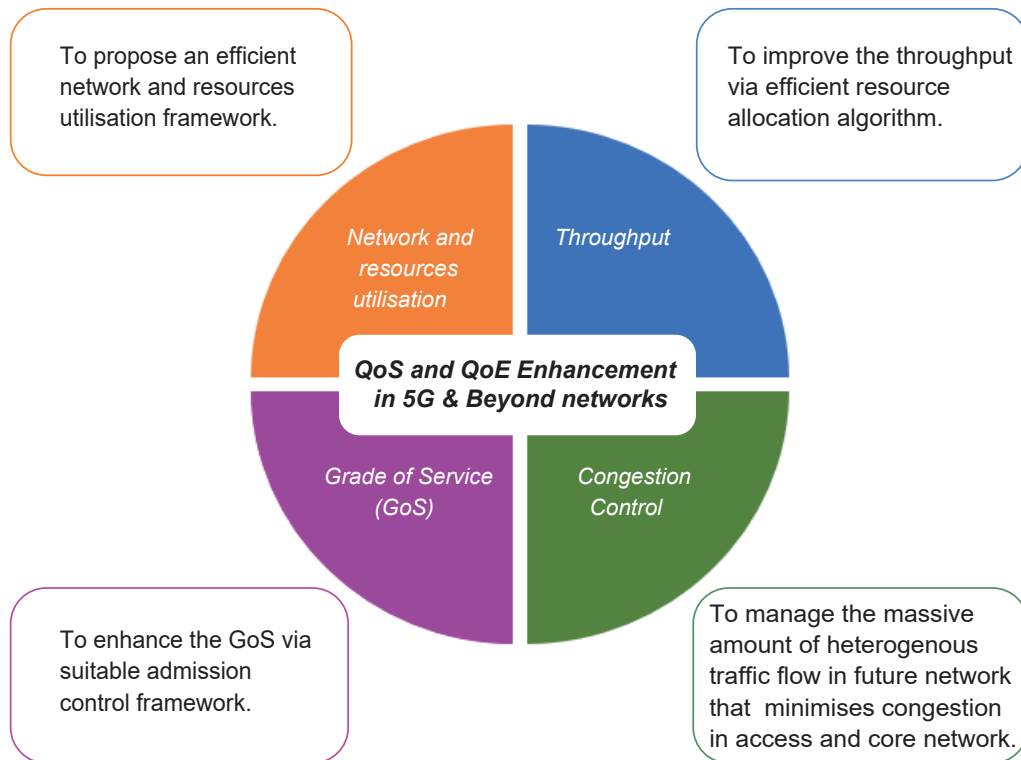 To propose an efficient
network and resources
utilisation framework.
To improve the throughput
via efficient resource
allocation algorithm.
Network and
resources
utilisation
Throughput
QoS and QoE Enhancement
in 5G & Beyond networks
Grade of Service
(GoS)
Congestion
Control
To enhance the GoS via
suitable admission
control framework.
To manage the massive
amount of heterogenous
traffic flow in future network
that minimises congestion
in access and core network.